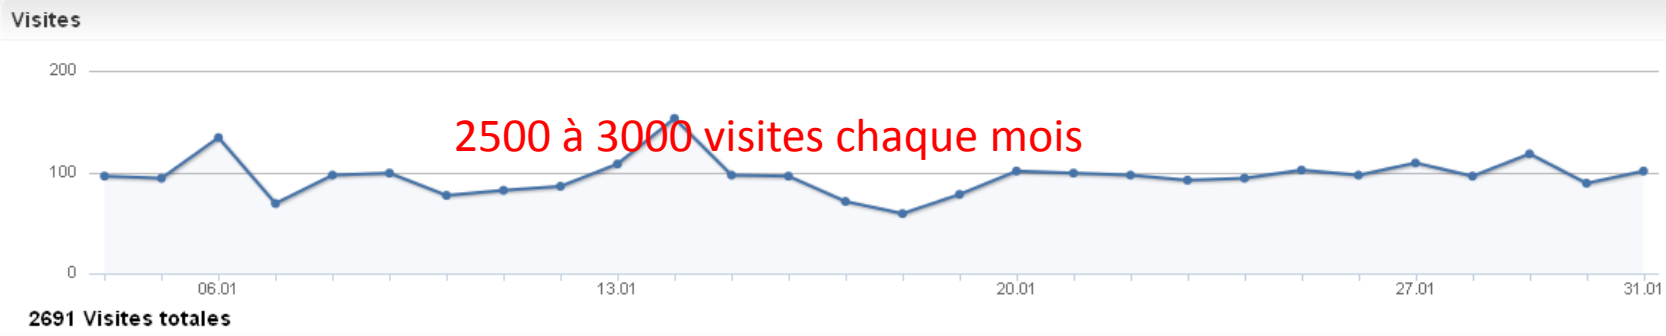 Visites
200
2500 à 3000 visites chaque mois
100
0
06.01 13.01 20.01 27.01 31.01
2691 Visites totales